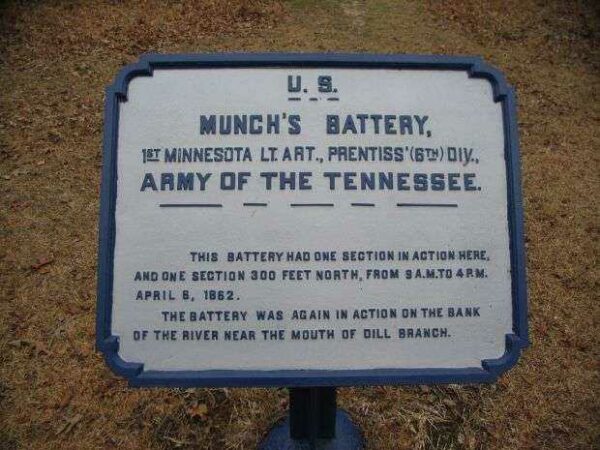 U. S.
MUNCH'S BATTERY,
1ST MINNESOTA LT. ART., PRENTISS' (6TH) DIV.,
ARMY OF THE TENNESSEE.
THIS BATTERY HAD ONE SECTION IN ACTION HERE,
AND ONE SECTION 300 FEET NORTH, FROM 9 A.M. TO 4 P.M.
APRIL 6, 1862.
THE BATTERY WAS AGAIN IN ACTION ON THE BANK
OF THE RIVER NEAR THE MOUTH OF DILL BRANCH.